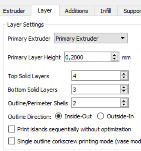 Extruder Layer Additions Infill Suppor
Layer Settings
Primary Extruder Primary Extruder
Primary Layer Height 0,2000 mm
Top Solid Layers 4
Bottom Solid Layers 3
Outline/Perimeter Shells 2
Outline Direction: Inside-Out Outside-In
Print islands sequentially without optimization
Single outline corkscrew printing mode (vase mod